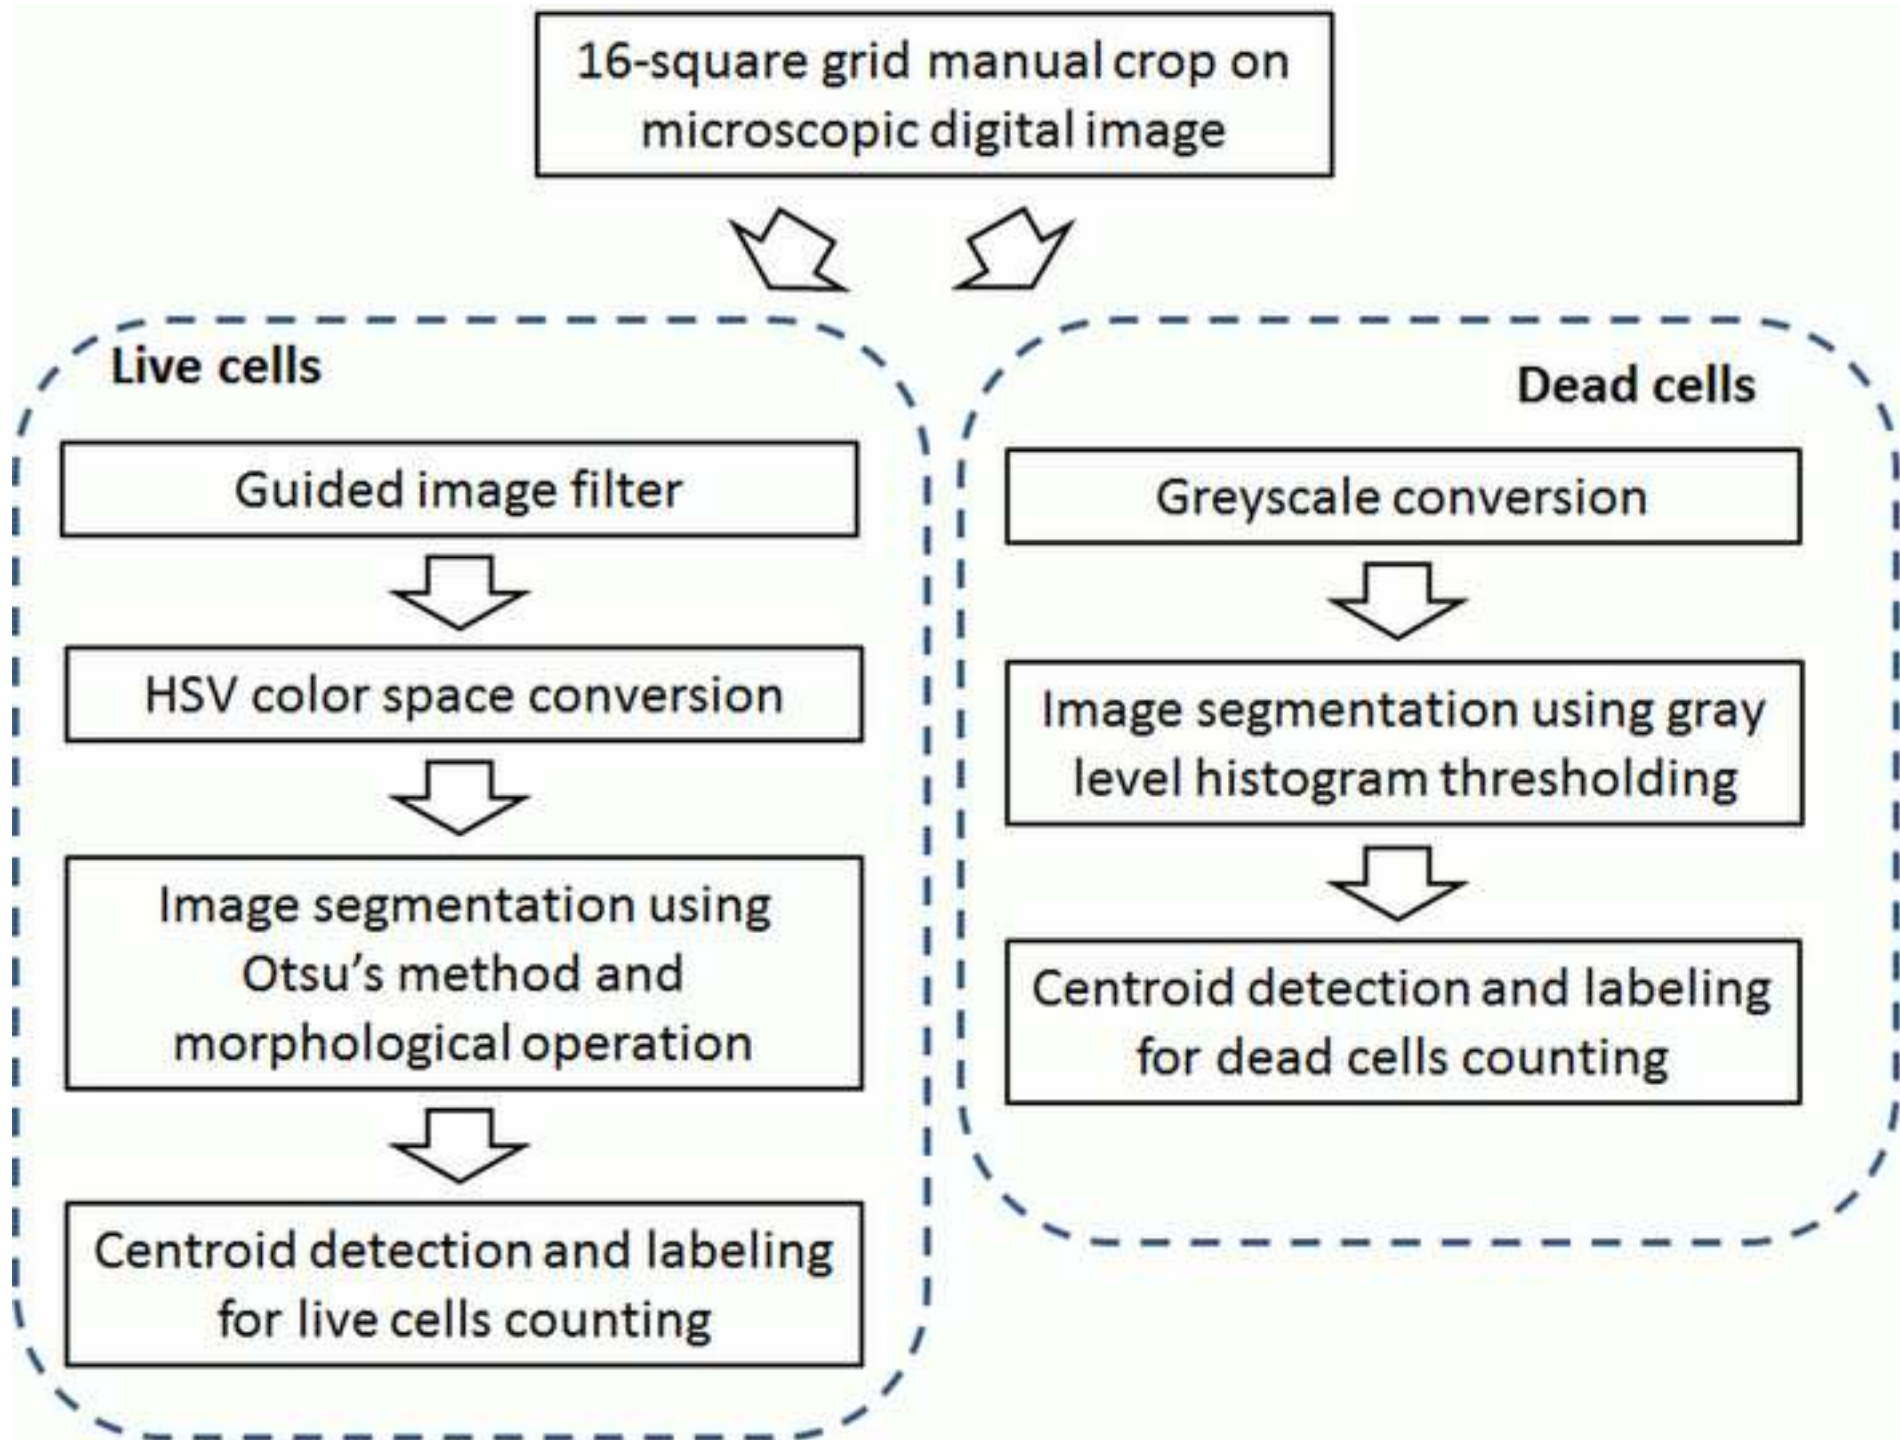 16-square grid manual crop on
microscopic digital image
Live cells
Guided image filter
HSV color space conversion
Image segmentation using
Otsu's method and
morphological operation
Centroid detection and labeling
for live cells counting
Dead cells
Greyscale conversion
Image segmentation using gray
level histogram thresholding
Centroid detection and labeling
for dead cells counting